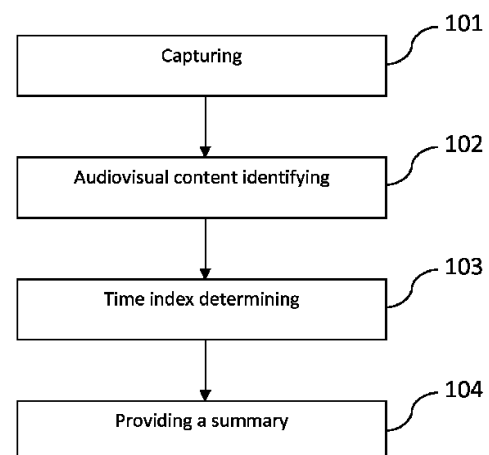 101
Capturing
102
Audiovisual content identifying
103
Time index determining
104
Providing a summary